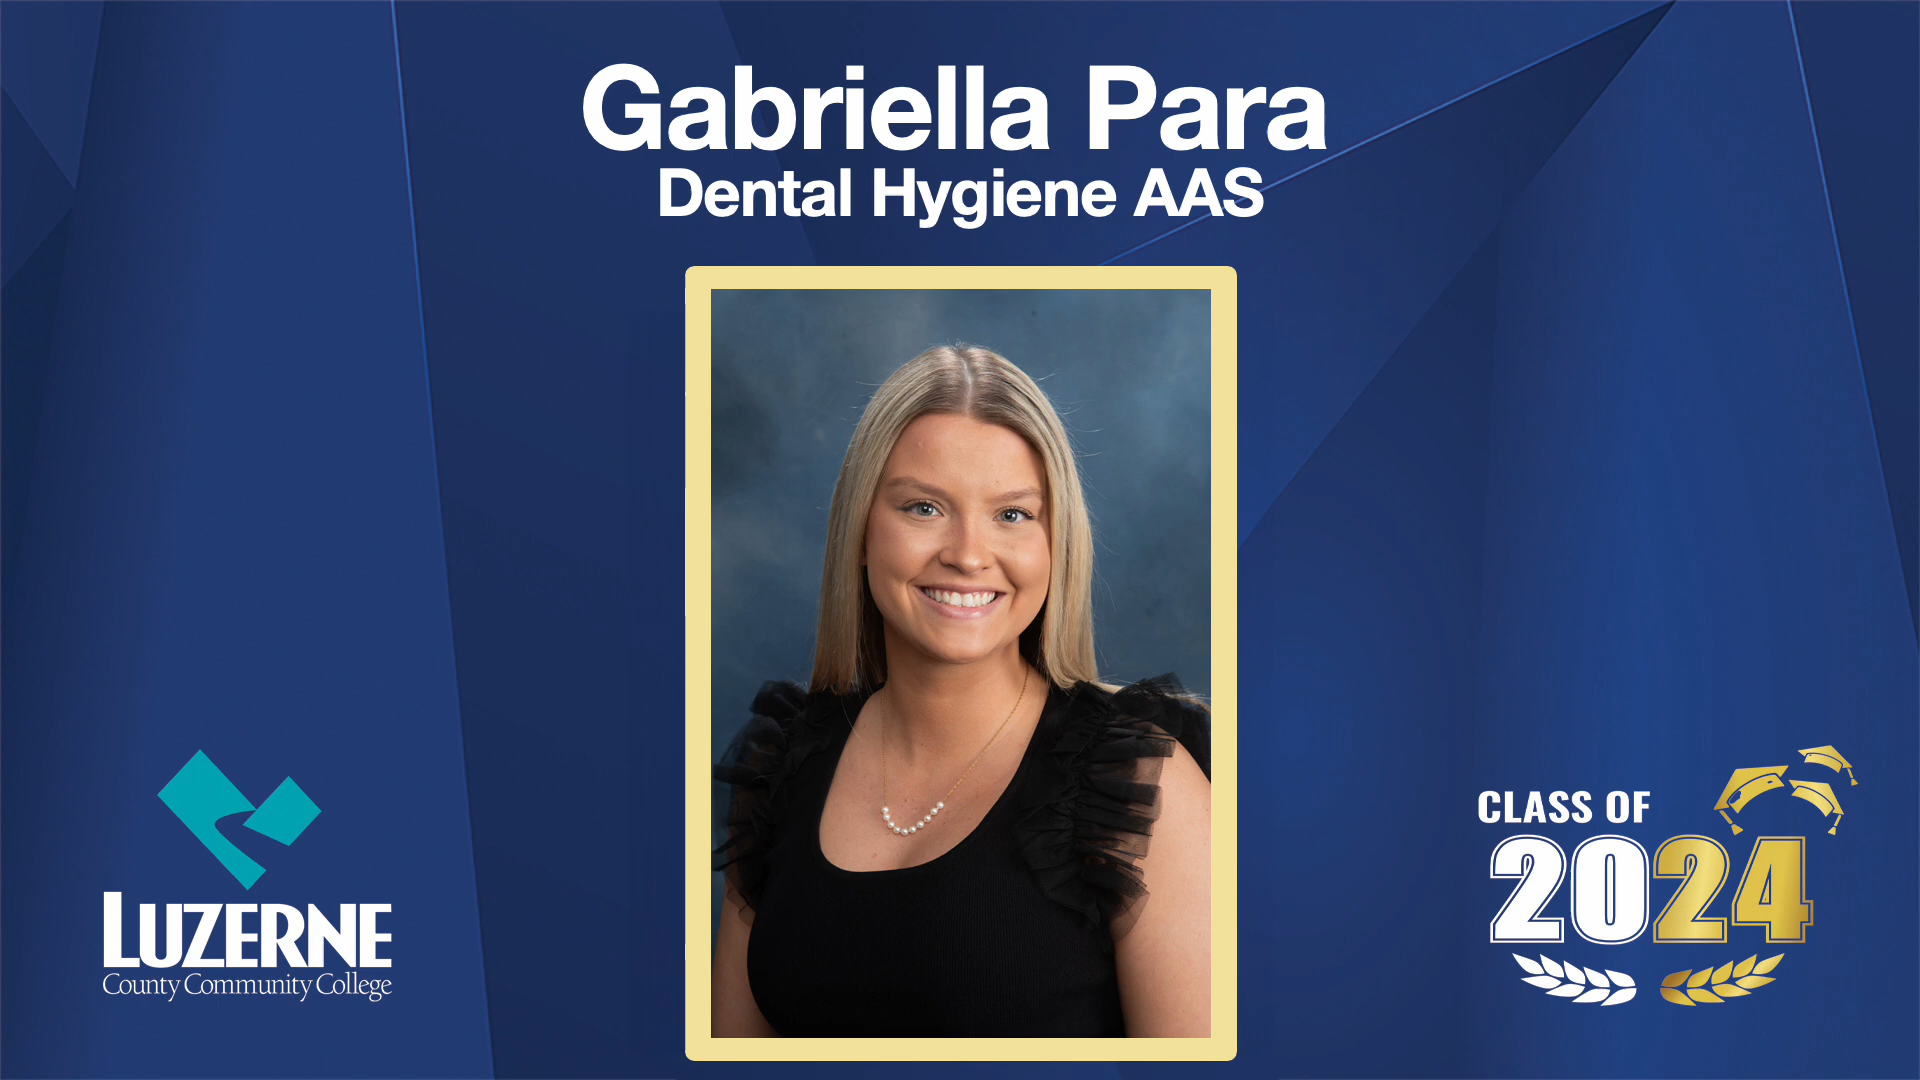 Gabriella Para
Dental Hygiene AAS
LUZERNE
County Community College
CLASS OF
2024